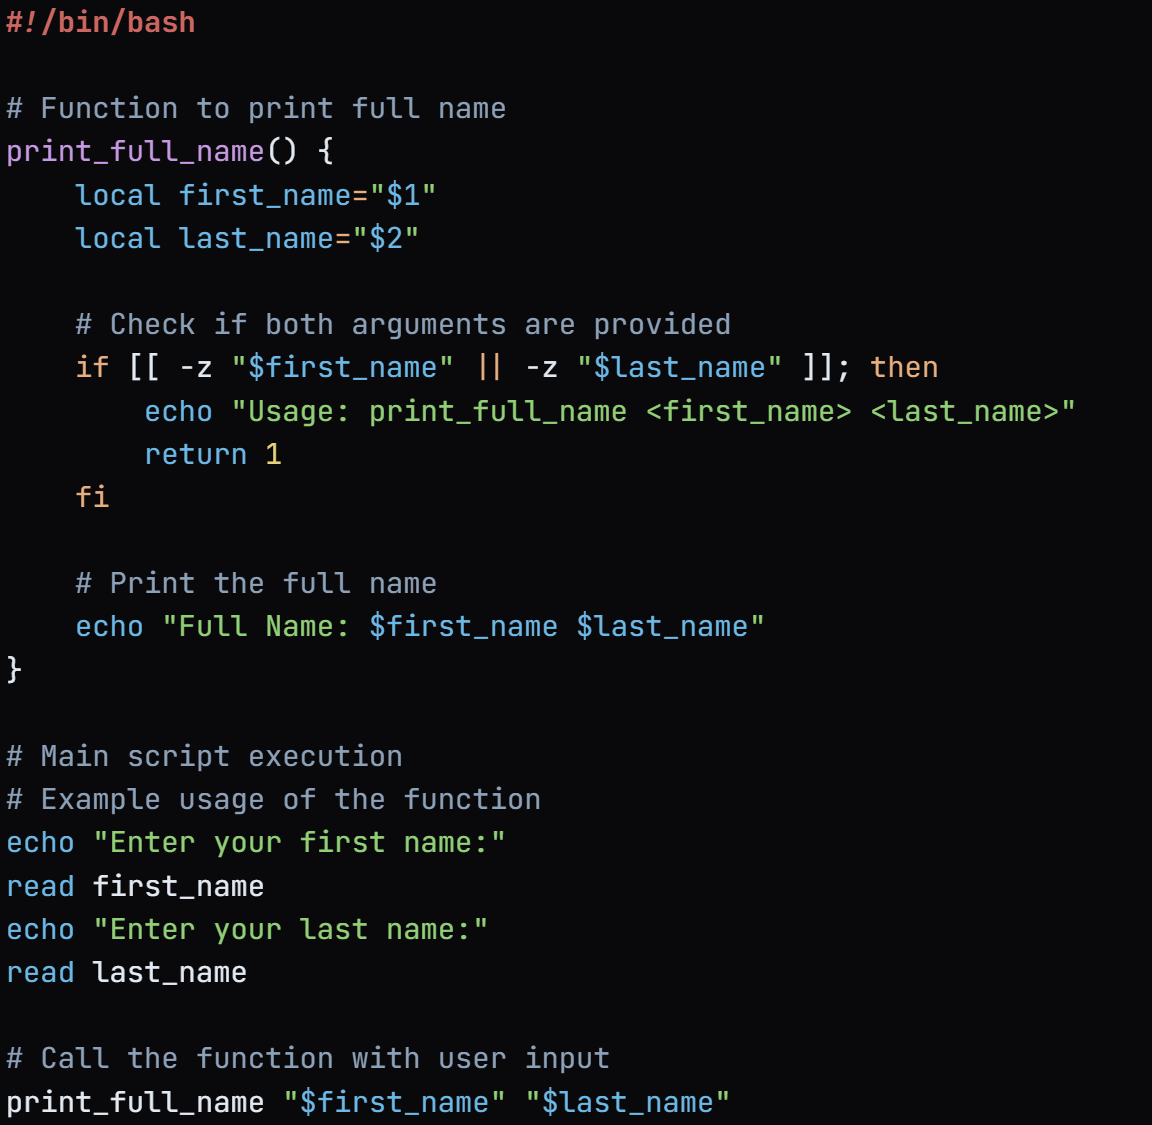 #!/bin/bash

# Function to print full name
print_full_name() {
    local first_name="$1"
    local last_name="$2"

    # Check if both arguments are provided
    if [[ -z "$first_name" || -z "$last_name" ]]; then
        echo "Usage: print_full_name <first_name> <last_name>"
        return 1
    fi

    # Print the full name
    echo "Full Name: $first_name $last_name"
}

# Main script execution
# Example usage of the function
echo "Enter your first name:"
read first_name
echo "Enter your last name:"
read last_name

# Call the function with user input
print_full_name "$first_name" "$last_name"